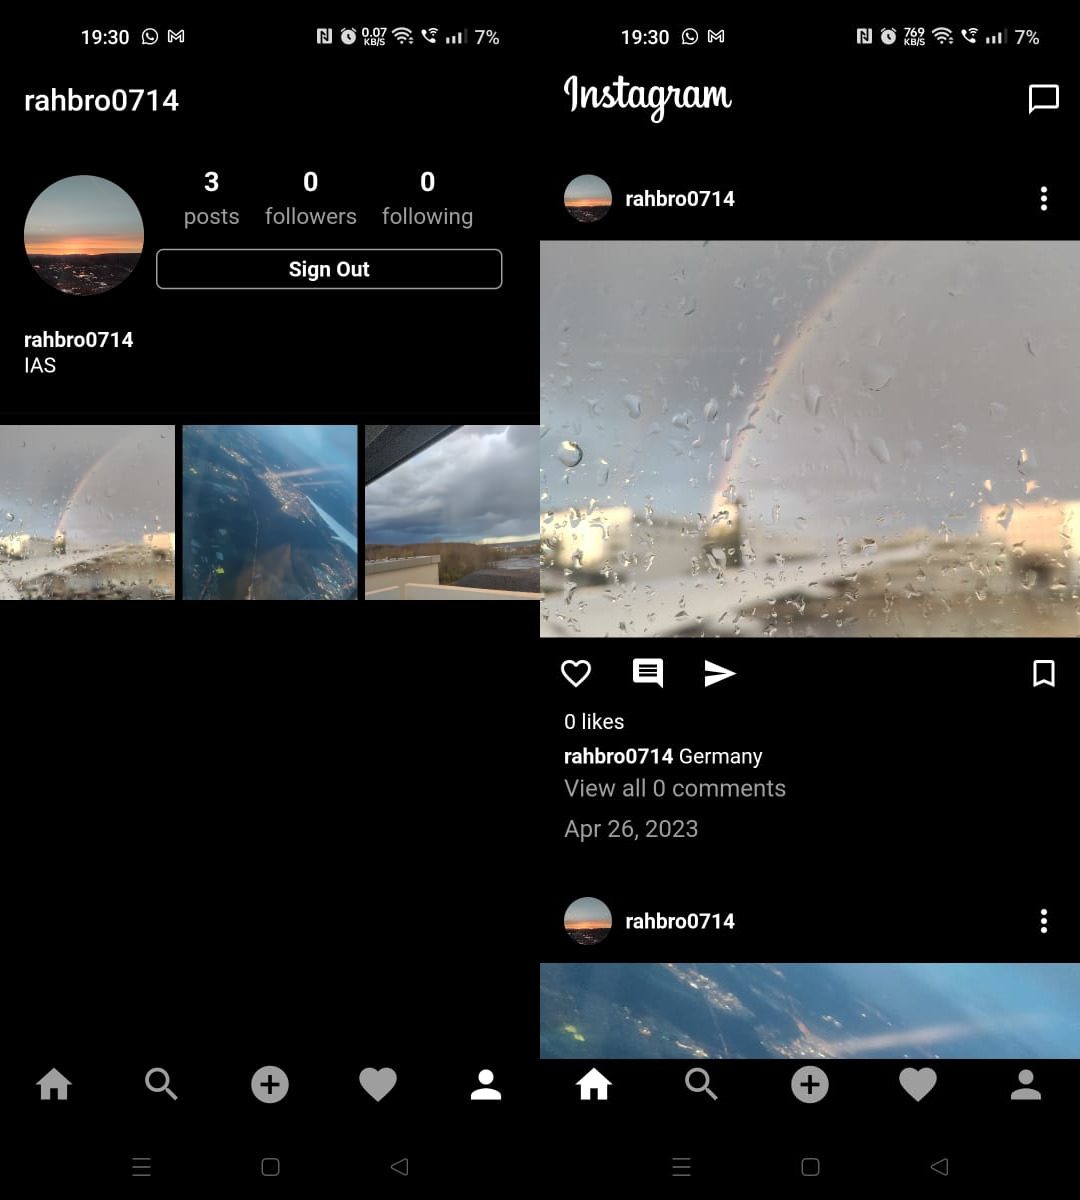 19:30 0.07 KB/S 7%
rahbro0714
3 0 0
posts followers following
Sign Out
rahbro0714
IAS
19:30 769 KB/S 7%
Instagram
rahbro0714
0 likes
rahbro0714 Germany
View all 0 comments
Apr 26, 2023
rahbro0714